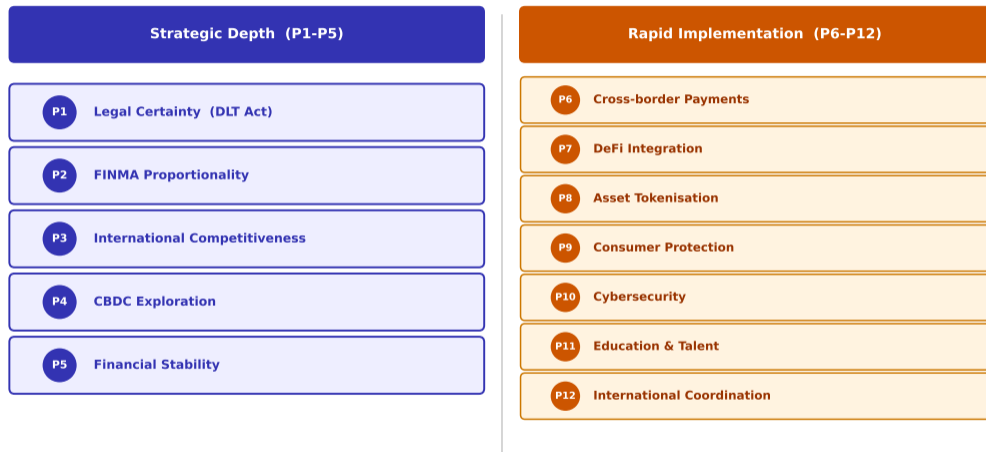 Strategic Depth  (P1-P5)
P1 Legal Certainty  (DLT Act)
P2 FINMA Proportionality
P3 International Competitiveness
P4 CBDC Exploration
P5 Financial Stability
Rapid Implementation  (P6-P12)
P6 Cross-border Payments
P7 DeFi Integration
P8 Asset Tokenisation
P9 Consumer Protection
P10 Cybersecurity
P11 Education & Talent
P12 International Coordination